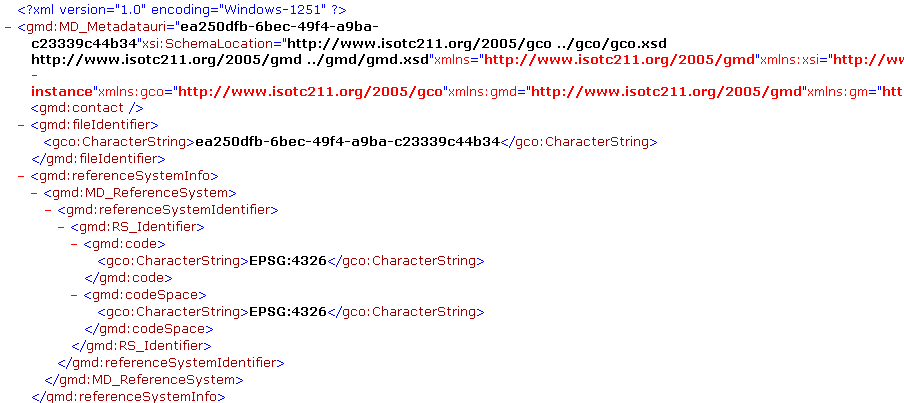 <?xml version="1.0" encoding="Windows-1251" ?>
- <gmd:MD_Metadatauri="ea250dfb-6bec-49f4-a9ba-
c23339c44b34"xsi:SchemaLocation="http://www.isotc211.org/2005/gco ../gco/gco.xsd
http://www.isotc211.org/2005/gmd ../gmd/gmd.xsd"xmlns="http://www.isotc211.org/2005/gmd"xmlns:xsi="http://ww
-
instance"xmlns:gco="http://www.isotc211.org/2005/gco"xmlns:gmd="http://www.isotc211.org/2005/gmd"xmlns:gm="htt
<gmd:contact />
- <gmd:fileIdentifier>
<gco:CharacterString>ea250dfb-6bec-49f4-a9ba-c23339c44b34</gco:CharacterString>
</gmd:fileIdentifier>
- <gmd:referenceSystemInfo>
- <gmd:MD_ReferenceSystem>
- <gmd:referenceSystemIdentifier>
- <gmd:RS_Identifier>
- <gmd:code>
<gco:CharacterString>EPSG:4326</gco:CharacterString>
</gmd:code>
- <gmd:codeSpace>
<gco:CharacterString>EPSG:4326</gco:CharacterString>
</gmd:codeSpace>
</gmd:RS_Identifier>
</gmd:referenceSystemIdentifier>
</gmd:MD_ReferenceSystem>
</gmd:referenceSystemInfo>